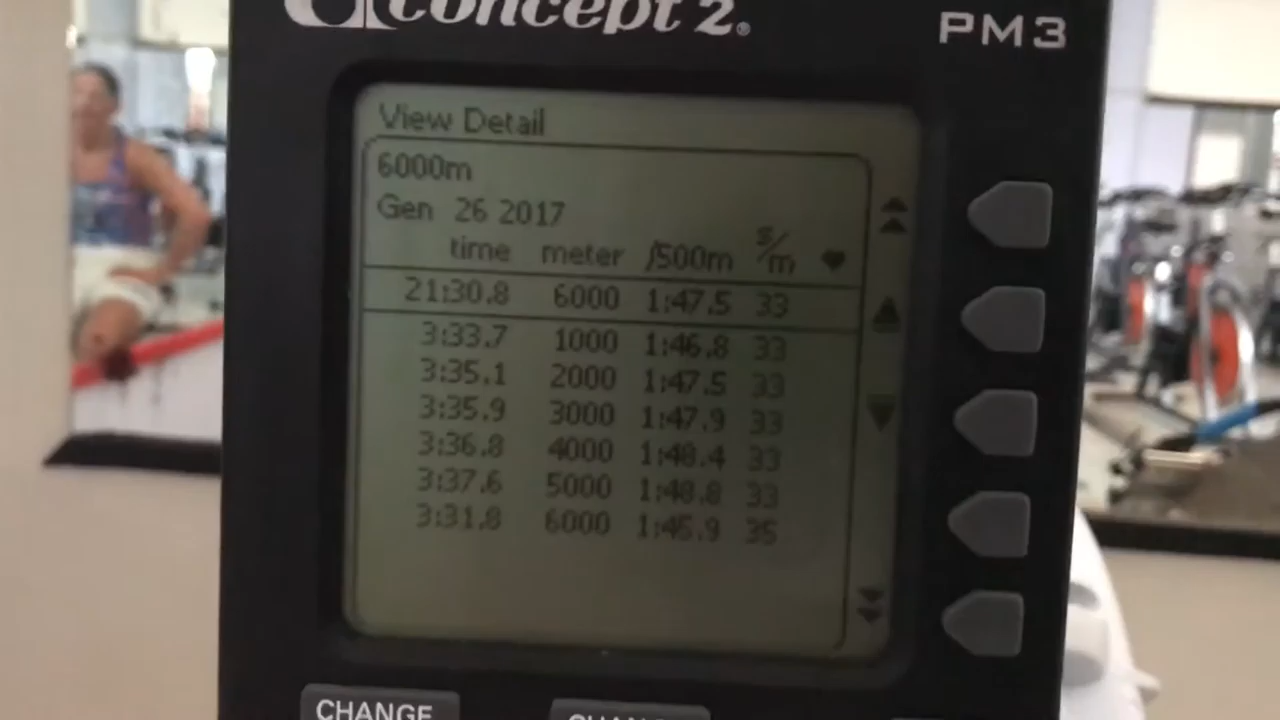 concept 2®
PM3
View Detail
6000m
Gen 26 2017
time meter /500m s/m ♥
21:30.8 6000 1:47.5 33
3:33.7 1000 1:46.8 33
3:35.1 2000 1:47.5 33
3:35.9 3000 1:47.9 33
3:36.8 4000 1:48.4 33
3:37.6 5000 1:48.8 33
3:31.8 6000 1:45.9 35
CHANGE